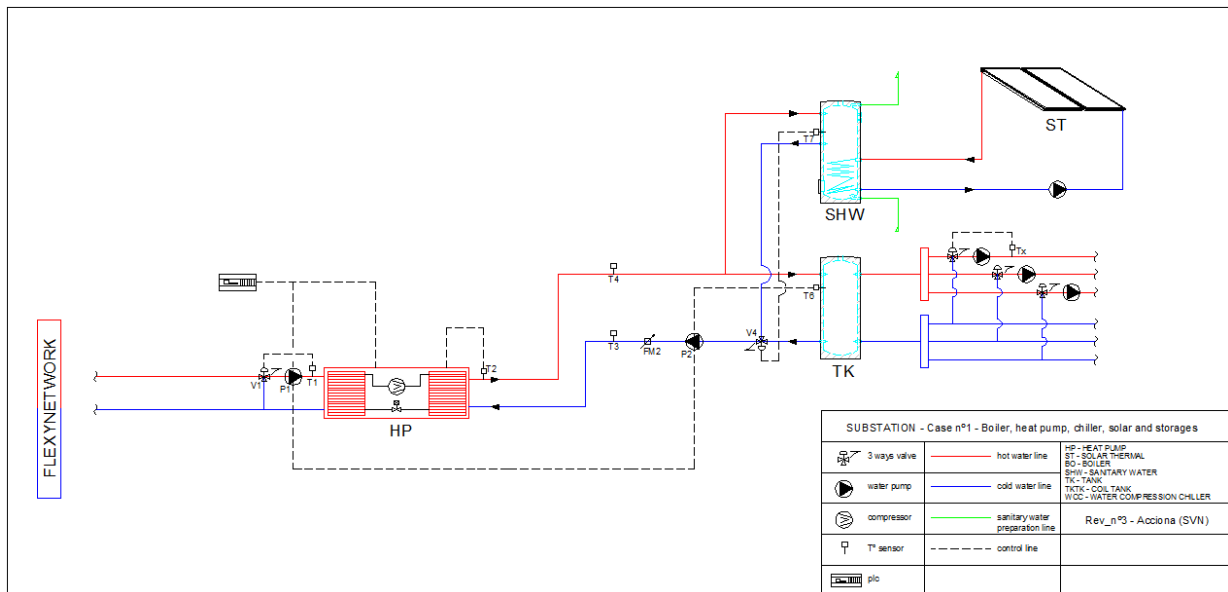 ST
T7
SHW
Tx
T4
T6
T3
FM2
P2
V4
TK
T2
V1
P1
T1
HP
FLEXYNETWORK
SUBSTATION - Case nº1 - Boiler, heat pump, chiller, solar and storages
3 ways valve
hot water line
HP - HEAT PUMP
ST - SOLAR THERMAL
BO - BOILER
SHW - SANITARY WATER
TK - TANK
TKTK - COIL TANK
WCC - WATER COMPRESSION CHILLER
water pump
cold water line
compressor
sanitary water
preparation line
Rev_nº3 - Acciona (SVN)
Tº sensor
control line
plc